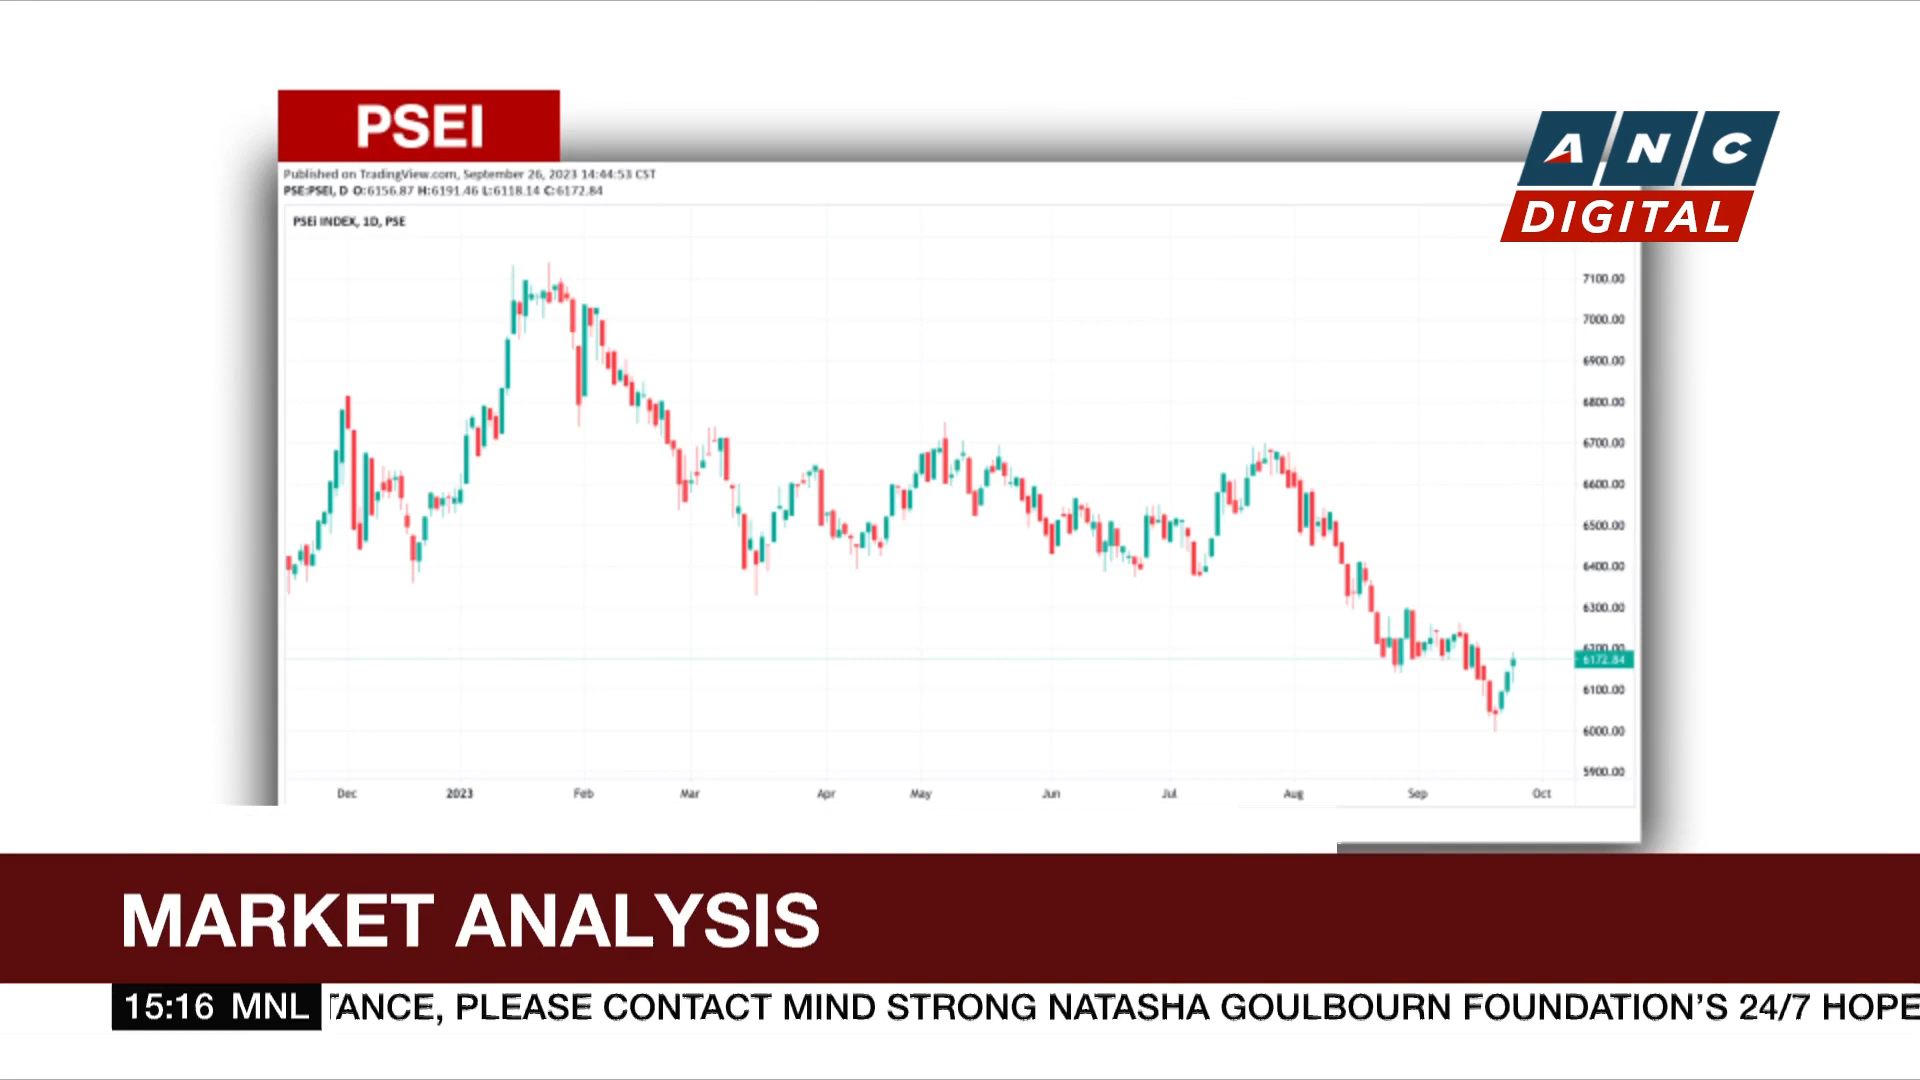 PSEI
ANC
DIGITAL
Published on TradingView.com, September 26, 2023 14:44:53 CST
PSE:PSEI, D O:6156.87 H:6191.46 L:6118.14 C:6172.84
PSEi INDEX, 1D, PSE
7100.00
7000.00
6900.00
6800.00
6700.00
6600.00
6500.00
6400.00
6300.00
6200.00
6172.84
6100.00
6000.00
5900.00
Dec 2023 Feb Mar Apr May Jun Jul Aug Sep Oct
MARKET ANALYSIS
15:16 MNL TANCE, PLEASE CONTACT MIND STRONG NATASHA GOULBOURN FOUNDATION'S 24/7 HOPE